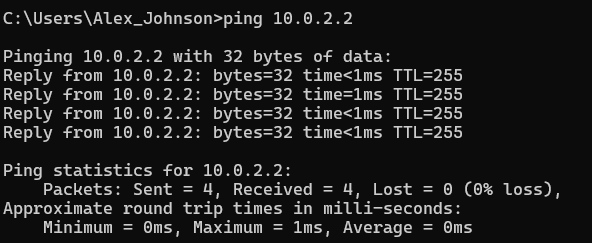 C:\Users\Alex_Johnson>ping 10.0.2.2
Pinging 10.0.2.2 with 32 bytes of data:
Reply from 10.0.2.2: bytes=32 time<1ms TTL=255
Reply from 10.0.2.2: bytes=32 time=1ms TTL=255
Reply from 10.0.2.2: bytes=32 time<1ms TTL=255
Reply from 10.0.2.2: bytes=32 time<1ms TTL=255
Ping statistics for 10.0.2.2:
Packets: Sent = 4, Received = 4, Lost = 0 (0% loss),
Approximate round trip times in milli-seconds:
Minimum = 0ms, Maximum = 1ms, Average = 0ms